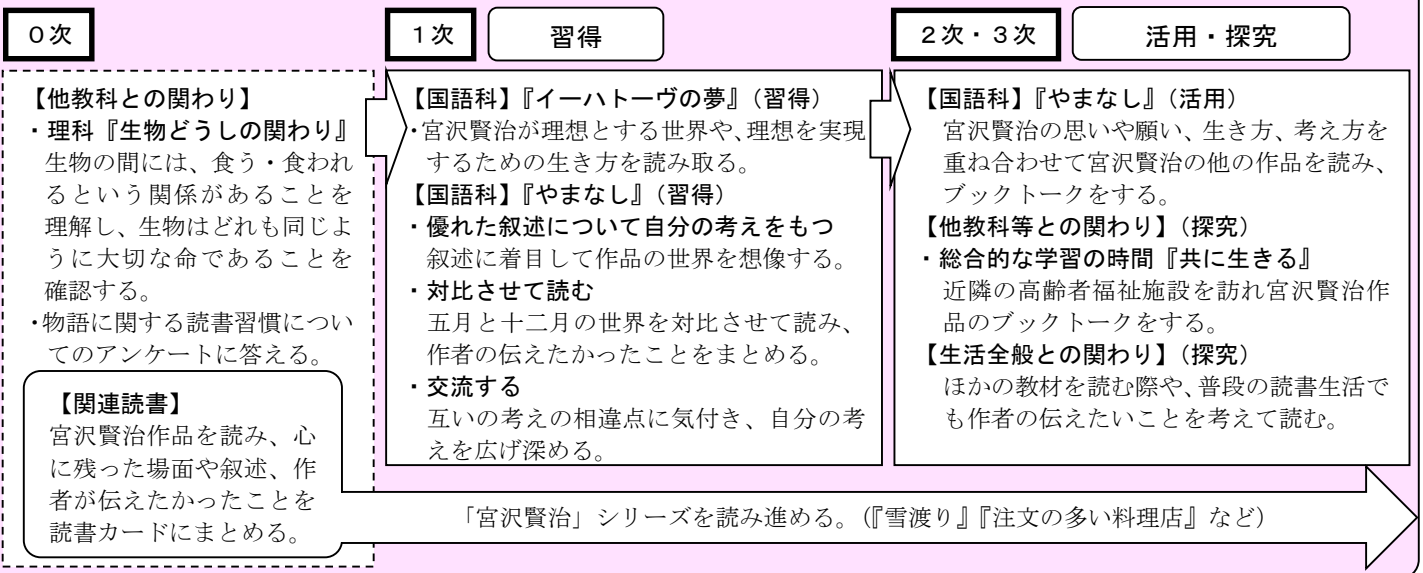 ０次
【他教科との関わり】
・理科『生物どうしの関わり』
生物の間には、食う・食われ
るという関係があることを
理解し、生物はどれも同じよ
うに大切な命であることを
確認する。
・物語に関する読書習慣につい
てのアンケートに答える。
【関連読書】
宮沢賢治作品を読み、心
に残った場面や叙述、作
者が伝えたかったことを
読書カードにまとめる。
１次
習得
【国語科】『イーハトーヴの夢』（習得）
・宮沢賢治が理想とする世界や、理想を実現
するための生き方を読み取る。
【国語科】『やまなし』（習得）
・優れた叙述について自分の考えをもつ
叙述に着目して作品の世界を想像する。
・対比させて読む
五月と十二月の世界を対比させて読み、
作者の伝えたかったことをまとめる。
・交流する
互いの考えの相違点に気付き、自分の考
えを広げ深める。
２次・３次
活用・探究
【国語科】『やまなし』（活用）
宮沢賢治の思いや願い、生き方、考え方を
重ね合わせて宮沢賢治の他の作品を読み、
ブックトークをする。
【他教科等との関わり】（探究）
・総合的な学習の時間『共に生きる』
近隣の高齢者福祉施設を訪れ宮沢賢治作
品のブックトークをする。
【生活全般との関わり】（探究）
ほかの教材を読む際や、普段の読書生活で
も作者の伝えたいことを考えて読む。
「宮沢賢治」シリーズを読み進める。（『雪渡り』『注文の多い料理店』など）